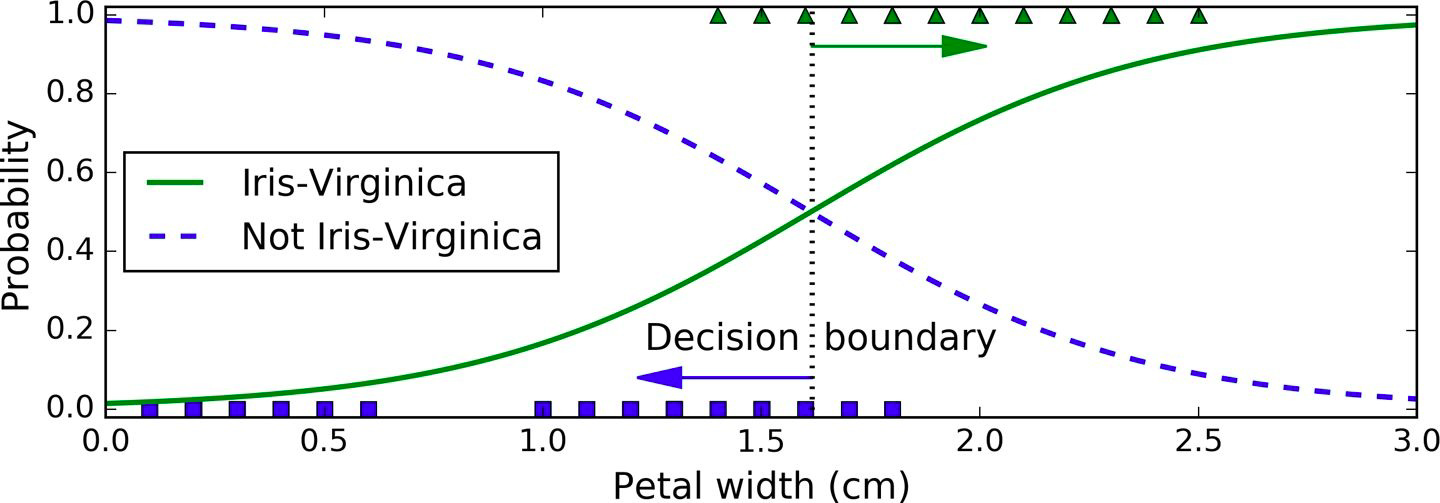 1.0
0.8
0.6
0.4
0.2
0.0
Probability
Iris-Virginica
Not Iris-Virginica
Decision boundary
0.0 0.5 1.0 1.5 2.0 2.5 3.0
Petal width (cm)